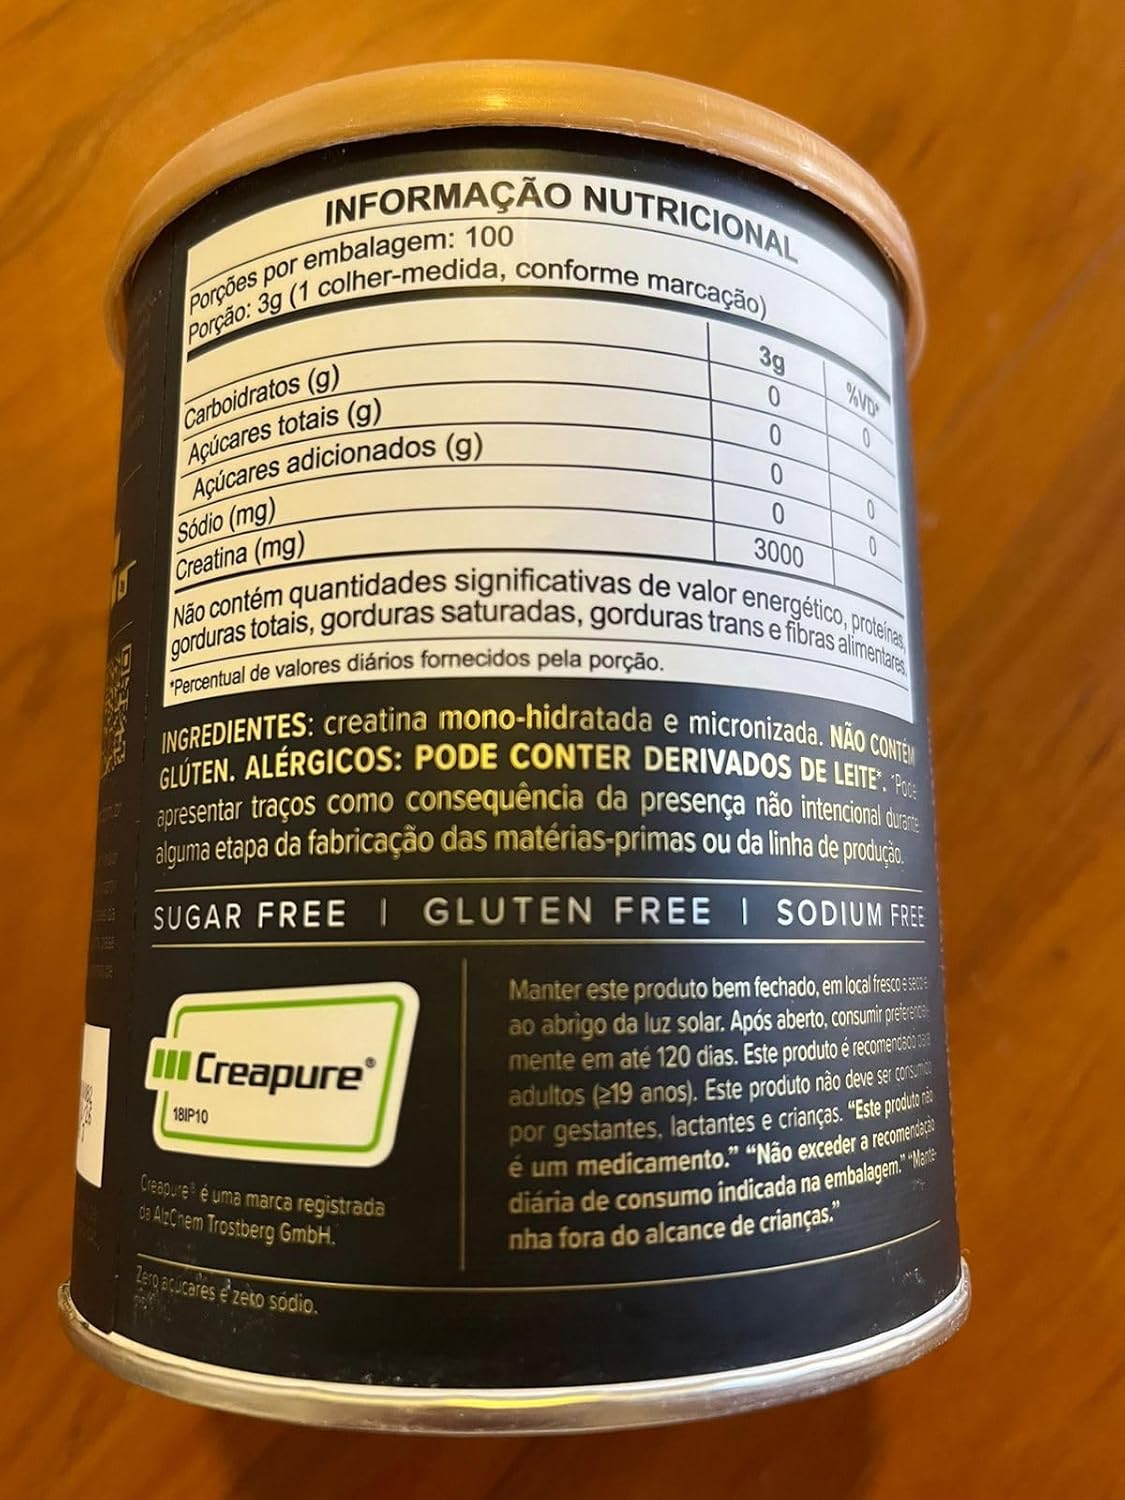 INFORMAÇÃO NUTRICIONAL
Porções por embalagem: 100
Porção: 3g (1 colher-medida, conforme marcação)
3g %VD*
Carboidratos (g) 0 0
Açúcares totais (g) 0
Açúcares adicionados (g) 0 0
Sódio (mg) 0 0
Creatina (mg) 3000
Não contém quantidades significativas de valor energético, proteínas,
gorduras totais, gorduras saturadas, gorduras trans e fibras alimentares.
*Percentual de valores diários fornecidos pela porção.
INGREDIENTES: creatina mono-hidratada e micronizada. NÃO CONTÉM
GLÚTEN. ALÉRGICOS: PODE CONTER DERIVADOS DE LEITE*. *Pode
apresentar traços como consequência da presença não intencional durante
alguma etapa da fabricação das matérias-primas ou da linha de produção.
SUGAR FREE | GLUTEN FREE | SODIUM FREE
Creapure®
18IP10
Creapure® é uma marca registrada
da AlzChem Trostberg GmbH.
Manter este produto bem fechado, em local fresco e seco e
ao abrigo da luz solar. Após aberto, consumir preferencial-
mente em até 120 dias. Este produto é recomendado para
adultos (≥19 anos). Este produto não deve ser consumido
por gestantes, lactantes e crianças. “Este produto não
é um medicamento.” “Não exceder a recomendação
diária de consumo indicada na embalagem.” “Mante-
nha fora do alcance de crianças.”
Zero açúcares e zero sódio.